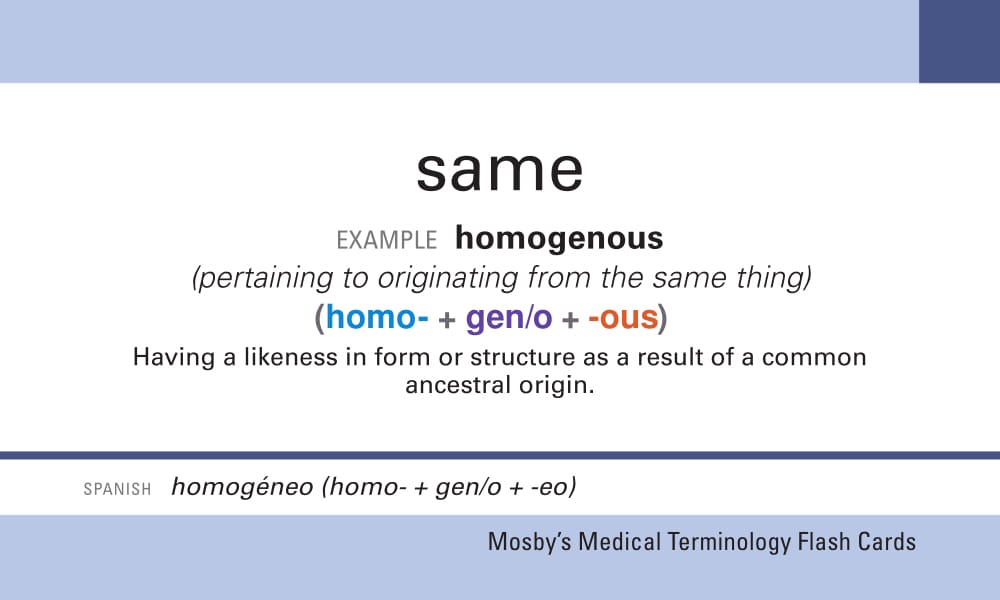 same
EXAMPLE homogenous
(pertaining to originating from the same thing)
(homo- + gen/o + -ous)
Having a likeness in form or structure as a result of a common
ancestral origin.
SPANISH homogéneo (homo- + gen/o + -eo)
Mosby’s Medical Terminology Flash Cards